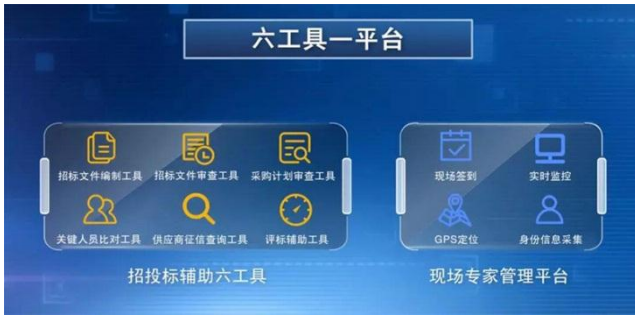 六工具一平台
招标文件编制工具 招标文件审查工具 采购计划审查工具
关键人员比对工具 供应商征信查询工具 评标辅助工具
招投标辅助六工具
现场签到 实时监控
GPS定位 身份信息采集
现场专家管理平台